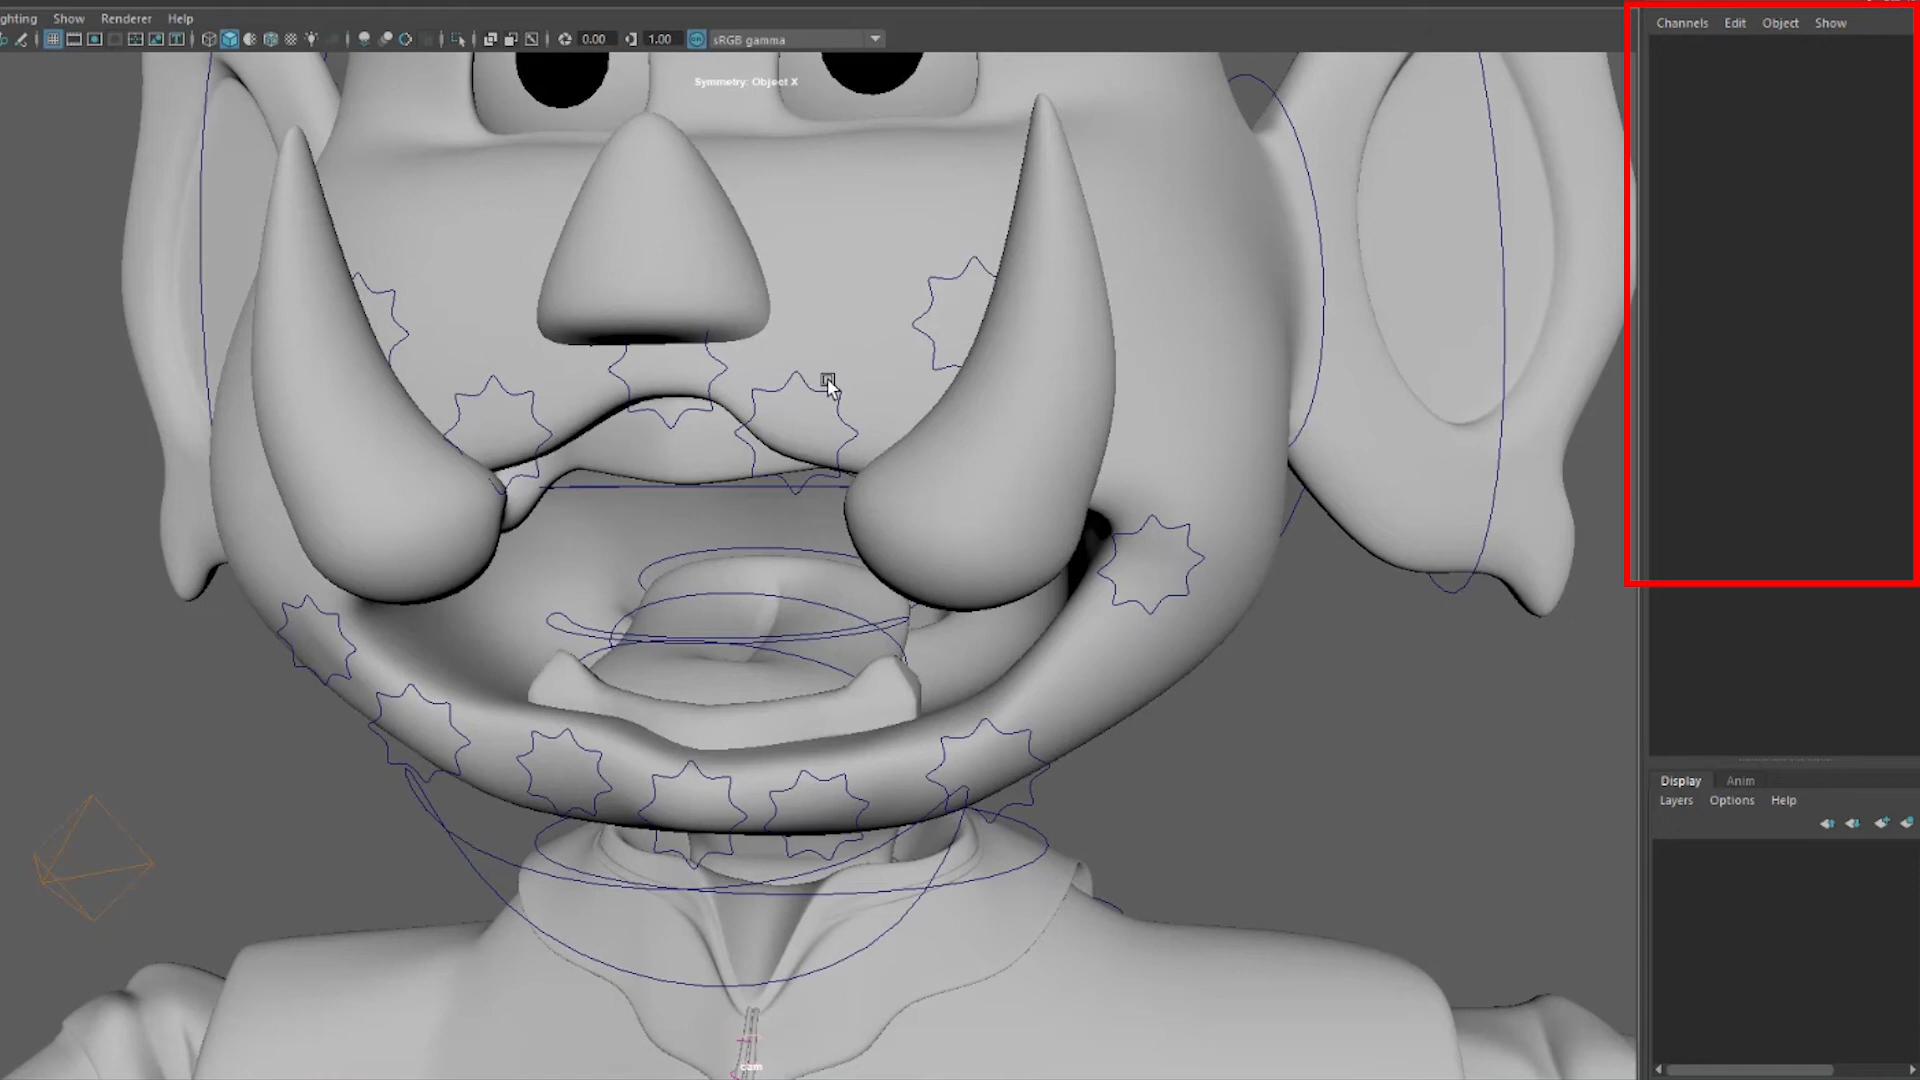 ghting Show Renderer Help
0.00 1.00 sRGB gamma
Channels Edit Object Show
Symmetry: Object X
Display Anim
Layers Options Help
cam